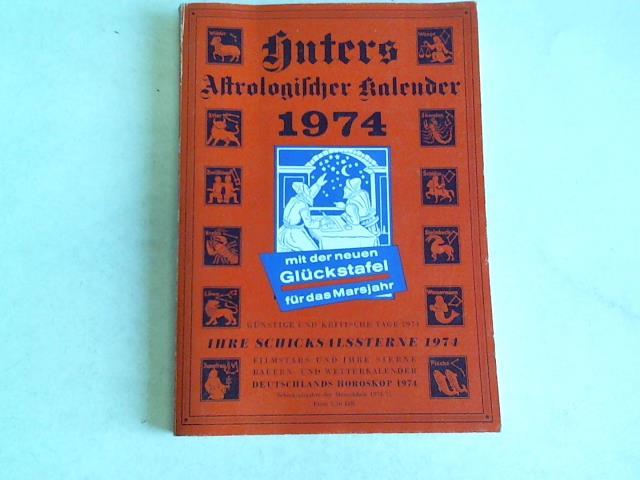 Huters
Astrologischer Kalender
1974
Widder
Waage
Stier
Skorpion
Zwillinge
Schütze
Krebs
Steinbock
Löwe
Wassermann
Jungfrau
Fische
mit der neuen
Glückstafel
für das Marsjahr
GÜNSTIGE UND KRITISCHE TAGE 1974
IHRE SCHICKSALSSTERNE 1974
FILMSTARS UND IHRE STERNE
BAUERN- UND WETTERKALENDER
DEUTSCHLANDS HOROSKOP 1974